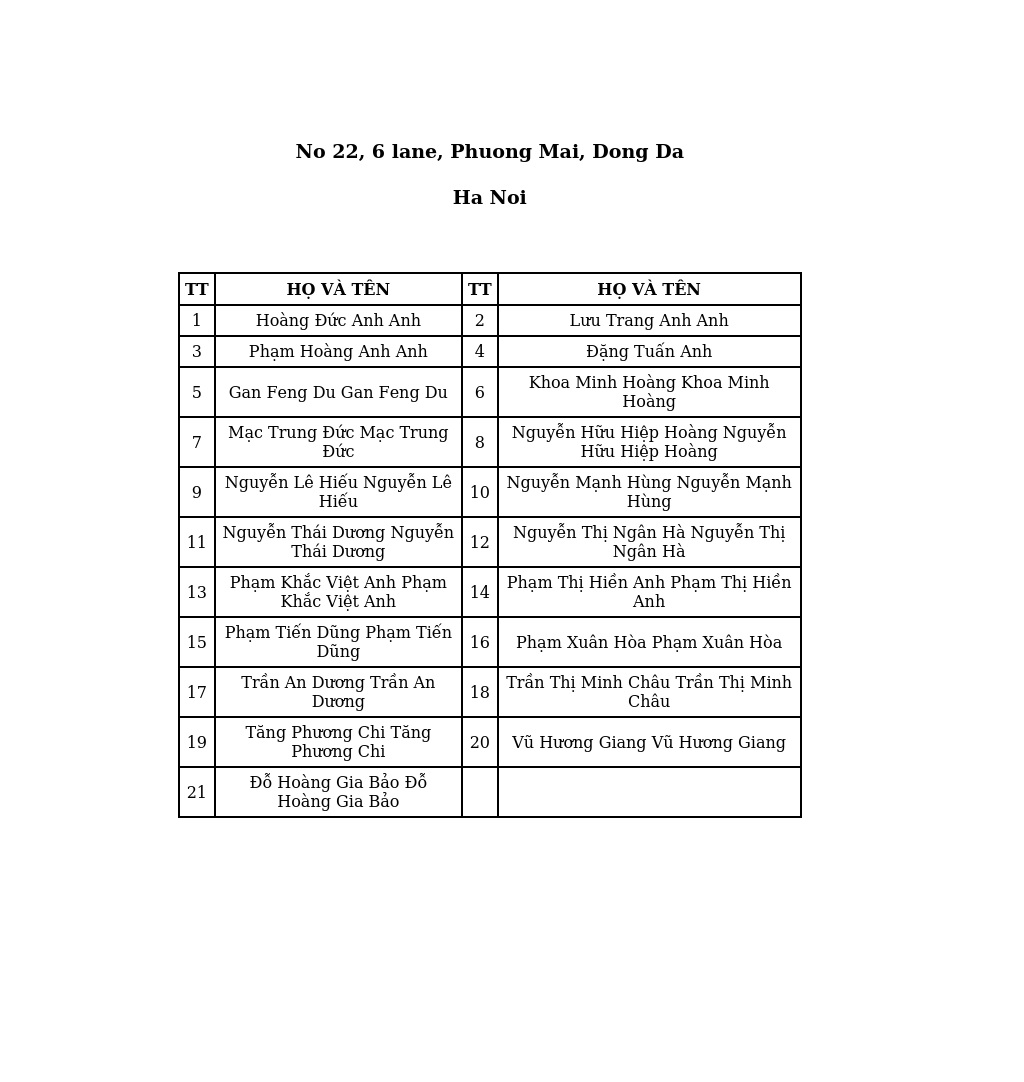 No 22, 6 lane, Phuong Mai, Dong Da
Ha Noi
TT HỌ VÀ TÊN TT HỌ VÀ TÊN
1 Hoàng Đức Anh Anh 2 Lưu Trang Anh Anh
3 Phạm Hoàng Anh Anh 4 Đặng Tuấn Anh
5 Gan Feng Du Gan Feng Du 6 Khoa Minh Hoàng Khoa Minh
Hoàng
7 Mạc Trung Đức Mạc Trung
Đức
8 Nguyễn Hữu Hiệp Hoàng Nguyễn
Hữu Hiệp Hoàng
9 Nguyễn Lê Hiếu Nguyễn Lê
Hiếu
10 Nguyễn Mạnh Hùng Nguyễn Mạnh
Hùng
11 Nguyễn Thái Dương Nguyễn
Thái Dương
12 Nguyễn Thị Ngân Hà Nguyễn Thị
Ngân Hà
13 Phạm Khắc Việt Anh Phạm
Khắc Việt Anh
14 Phạm Thị Hiền Anh Phạm Thị Hiền
Anh
15 Phạm Tiến Dũng Phạm Tiến
Dũng
16 Phạm Xuân Hòa Phạm Xuân Hòa
17 Trần An Dương Trần An
Dương
18 Trần Thị Minh Châu Trần Thị Minh
Châu
19 Tăng Phương Chi Tăng
Phương Chi
20 Vũ Hương Giang Vũ Hương Giang
21 Đỗ Hoàng Gia Bảo Đỗ
Hoàng Gia Bảo